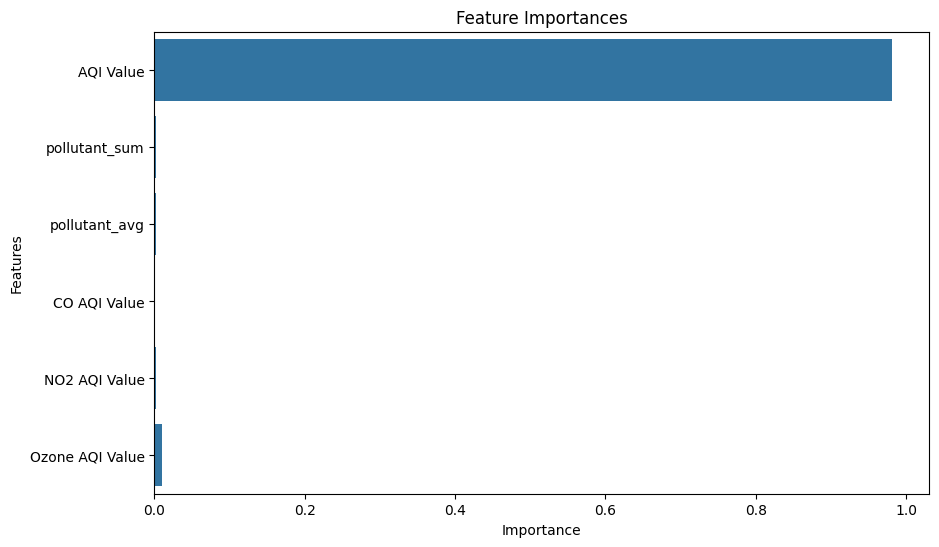 Feature Importances
AQI Value
pollutant_sum
pollutant_avg
CO AQI Value
NO2 AQI Value
Ozone AQI Value
Features
0.0 0.2 0.4 0.6 0.8 1.0
Importance